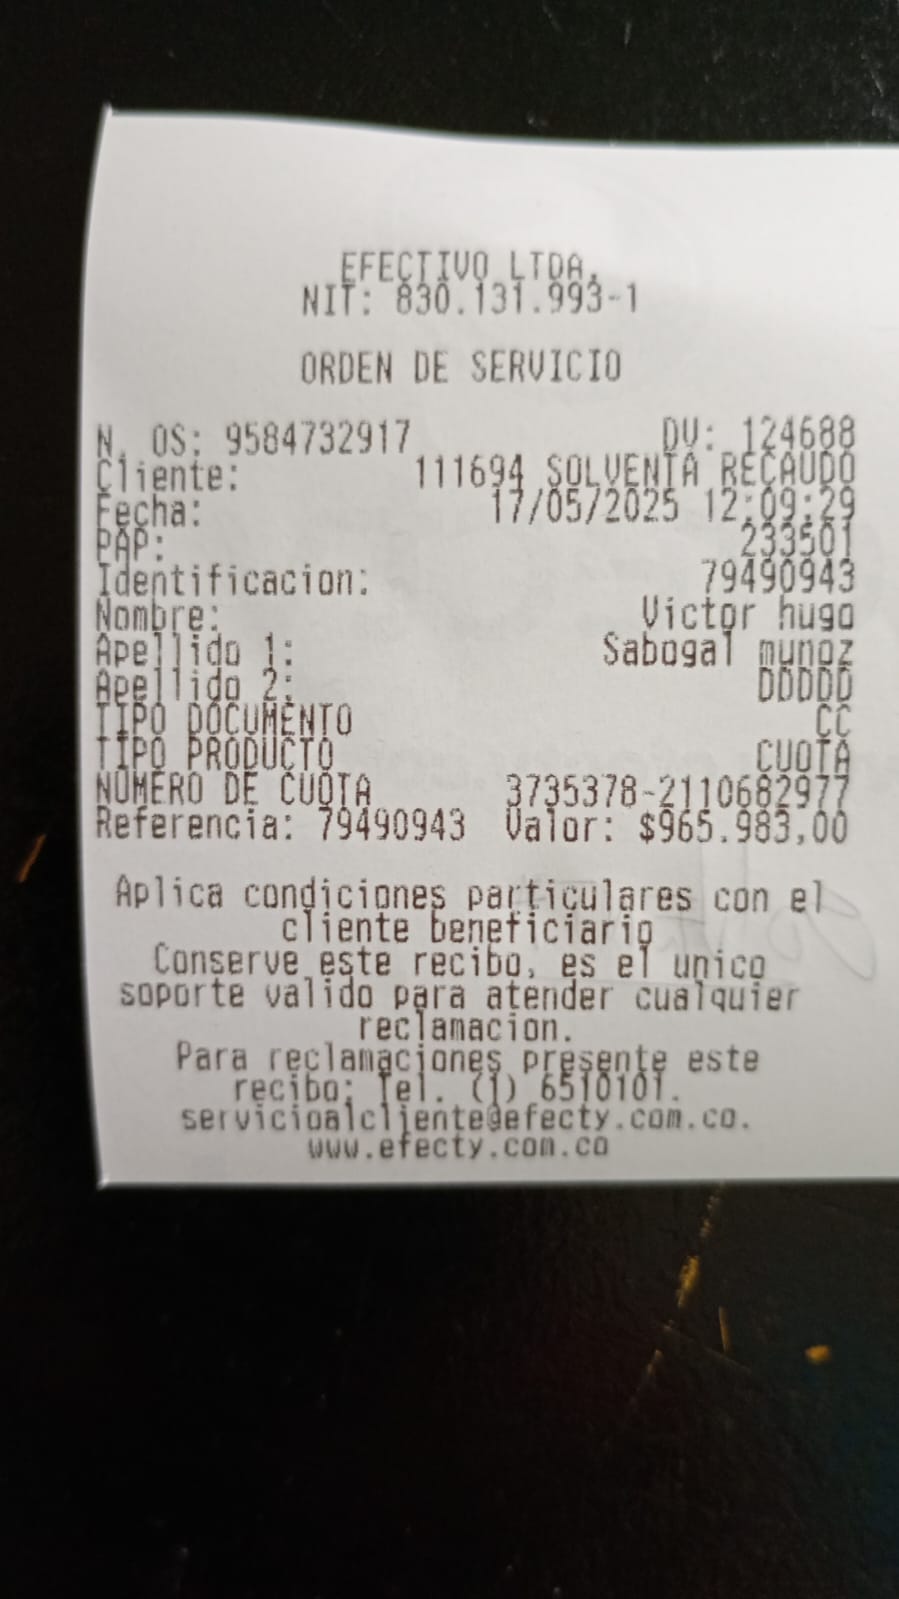 EFECTIVO LTDA.
NIT: 830.131.993-1
ORDEN DE SERVICIO
N. OS: 9584732917 DV: 124688
Cliente: 111694 SOLVENTA RECAUDO
Fecha: 17/05/2025 12:09:29
PAP: 233501
Identificacion: 79490943
Nombre: Victor hugo
Apellido 1: Sabogal munoz
Apellido 2: DDDDD
TIPO DOCUMENTO CC
TIPO PRODUCTO CUOTA
NUMERO DE CUOTA 3735378-2110682977
Referencia: 79490943 Valor: $965.983,00
Aplica condiciones particulares con el
cliente beneficiario
Conserve este recibo, es el unico
soporte valido para atender cualquier
reclamacion.
Para reclamaciones presente este
recibo: Tel. (1) 6510101.
servicioalcliente@efecty.com.co.
www.efecty.com.co